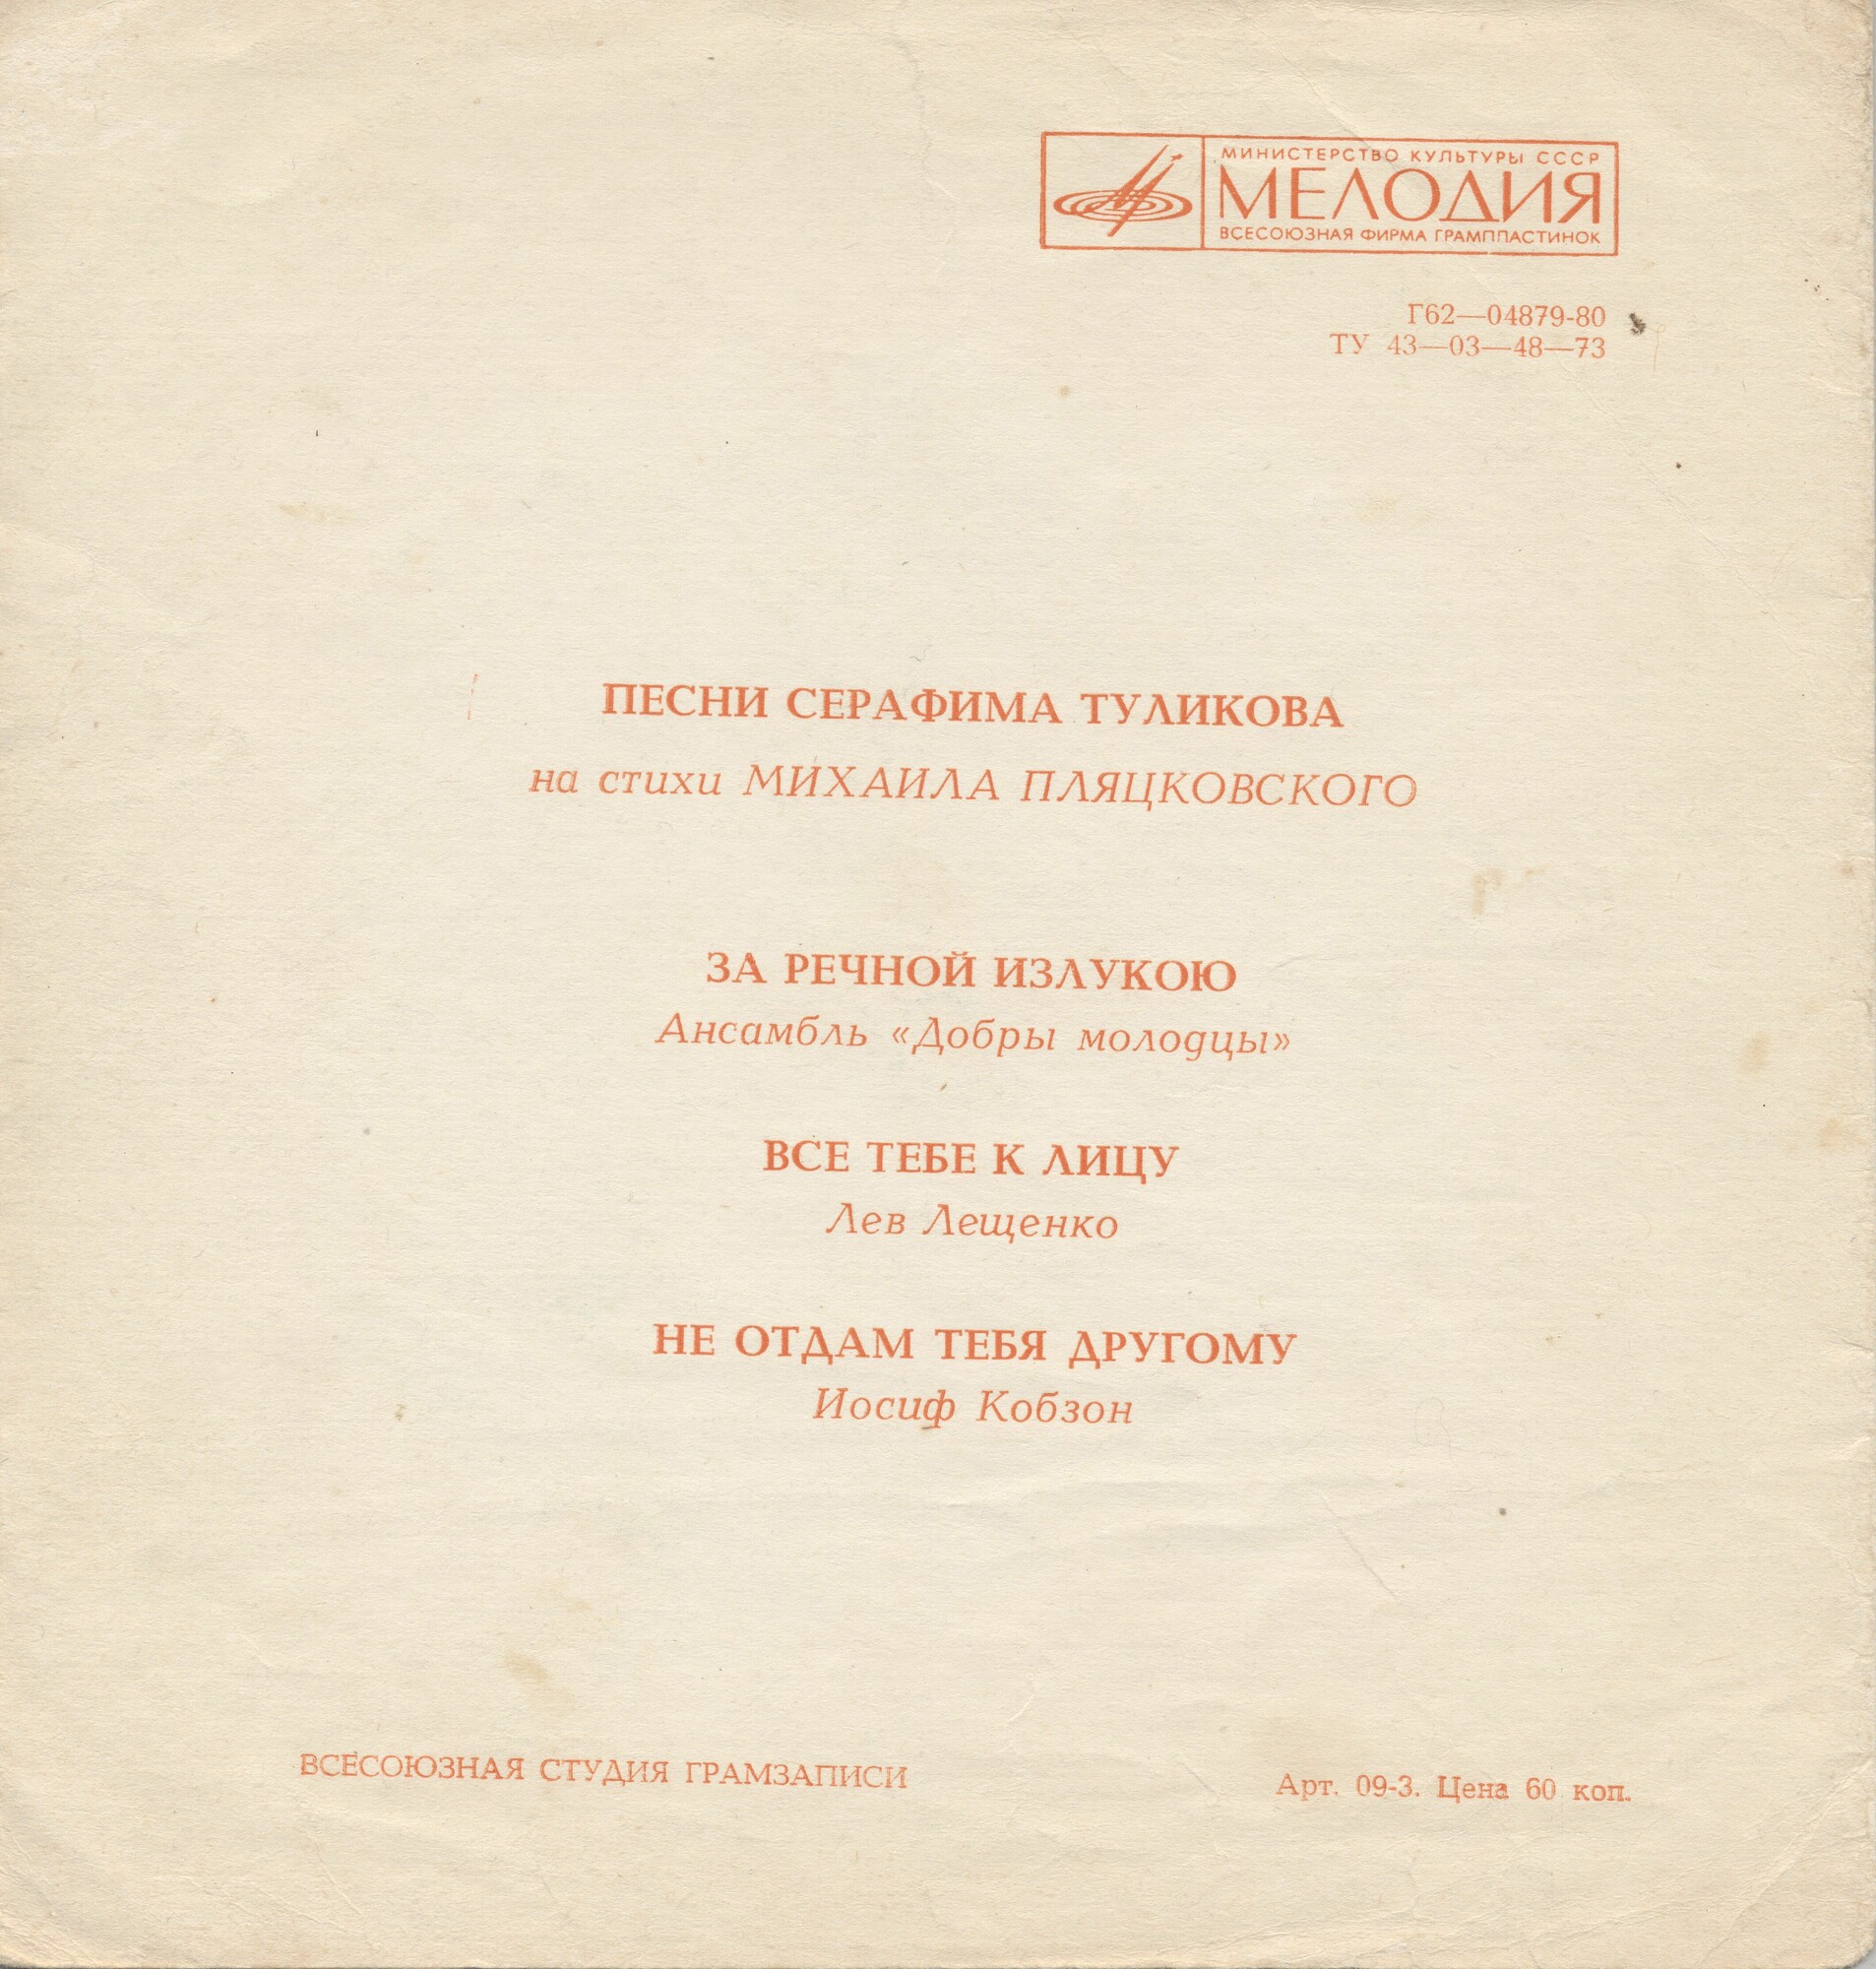 МИНИСТЕРСТВО КУЛЬТУРЫ СССР
МЕЛОДИЯ
ВСЕСОЮЗНАЯ ФИРМА ГРАМПЛАСТИНОК
Г62—04879-80
ТУ 43—03—48—73
ПЕСНИ СЕРАФИМА ТУЛИКОВА
на стихи МИХАИЛА ПЛЯЦКОВСКОГО
ЗА РЕЧНОЙ ИЗЛУКОЮ
Ансамбль «Добры молодцы»
ВСЕ ТЕБЕ К ЛИЦУ
Лев Лещенко
НЕ ОТДАМ ТЕБЯ ДРУГОМУ
Иосиф Кобзон
ВСЕСОЮЗНАЯ СТУДИЯ ГРАМЗАПИСИ
Арт. 09-3. Цена 60 коп.